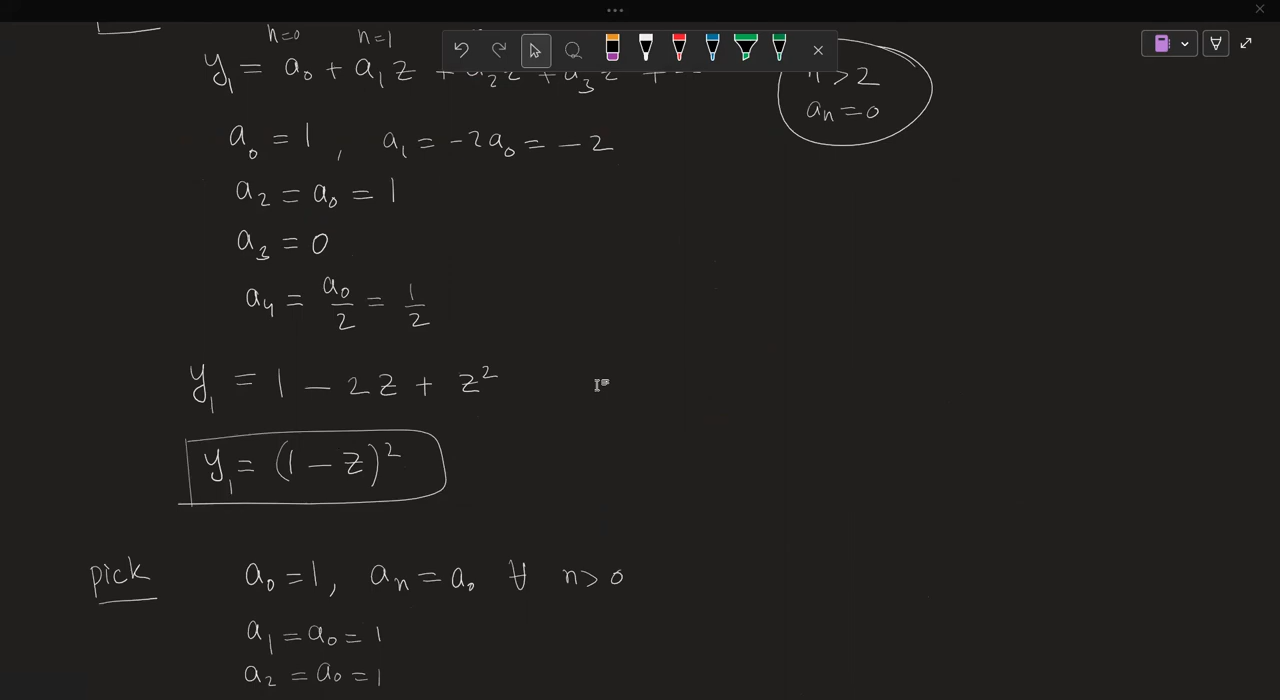 n=0 n=1
y₁ = a₀ + a₁z + a₂z + a₃z + ---
n > 2
aₙ = 0
a₀ = 1 , a₁ = -2a₀ = -2
a₂ = a₀ = 1
a₃ = 0
a₄ = a₀/2 = 1/2
y₁ = 1 - 2z + z²
y₁ = (1 - z)²
pick a₀ = 1, aₙ = a₀ ∀ n > 0
a₁ = a₀ = 1
a₂ = a₀ = 1